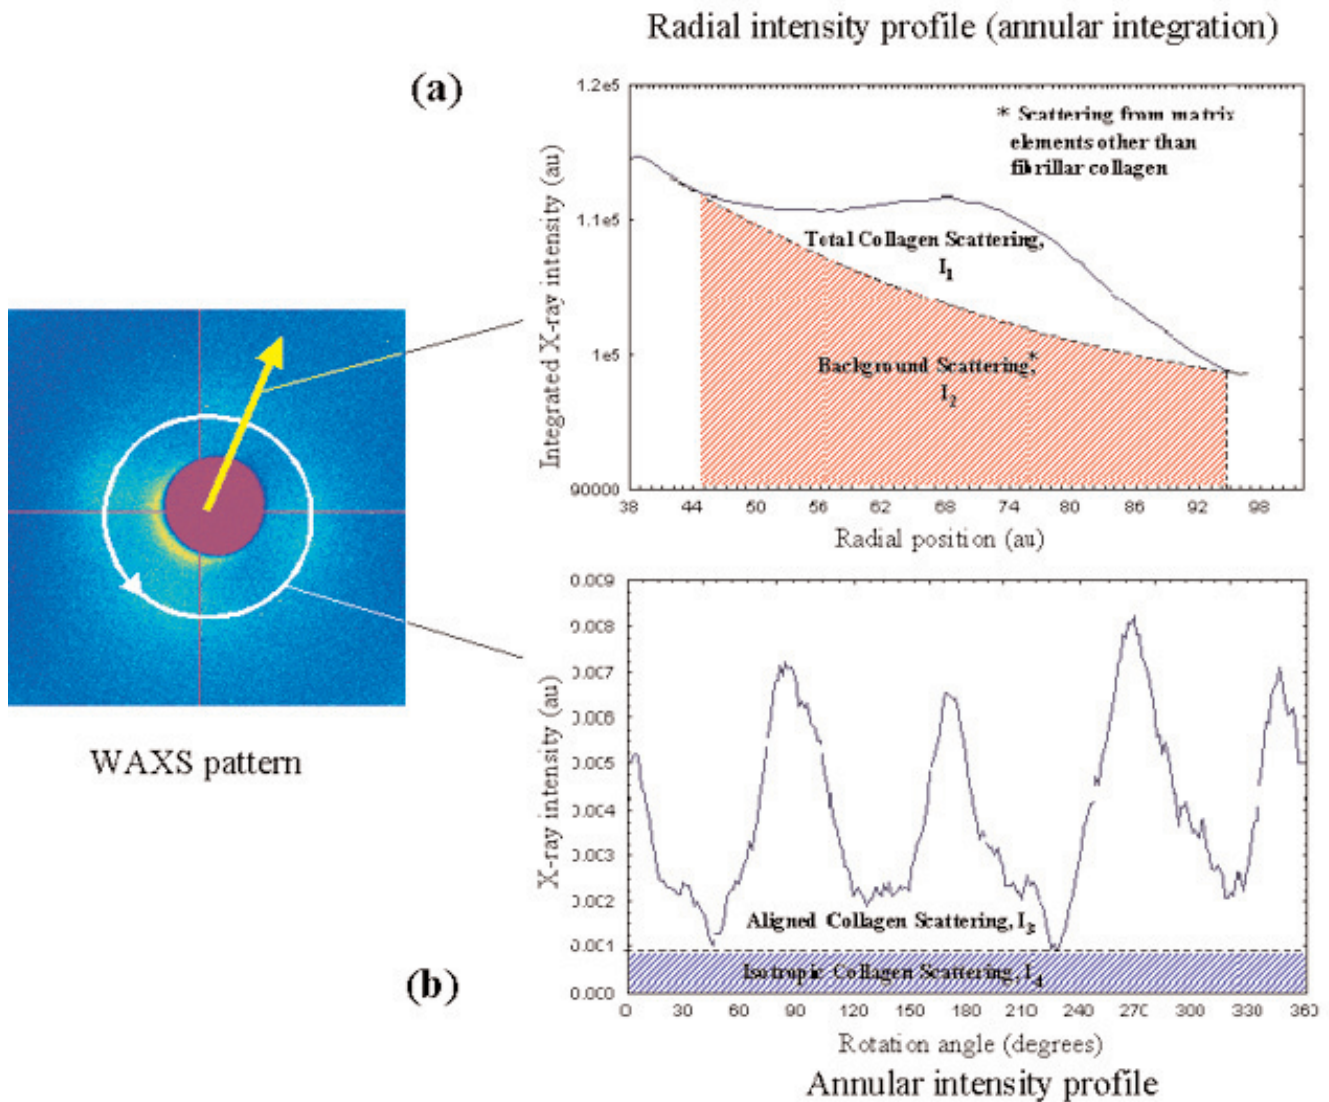 Radial intensity profile (annular integration)
(a)
1.2e5
1.1e5
1e5
90000
Integrated X-ray intensity (au)
* Scattering from matrix
elements other than
fibrillar collagen
Total Collagen Scattering,
I1
Background Scattering,*
I2
38 44 50 56 62 68 74 80 86 92 98
Radial position (au)
WAXS pattern
(b)
0.009
0.008
0.007
0.006
0.005
0.004
0.003
0.002
0.001
0.000
X-ray intensity (au)
Aligned Collagen Scattering, I3
Isotropic Collagen Scattering, I4
0 30 60 90 120 150 180 210 240 270 300 330 360
Rotation angle (degrees)
Annular intensity profile